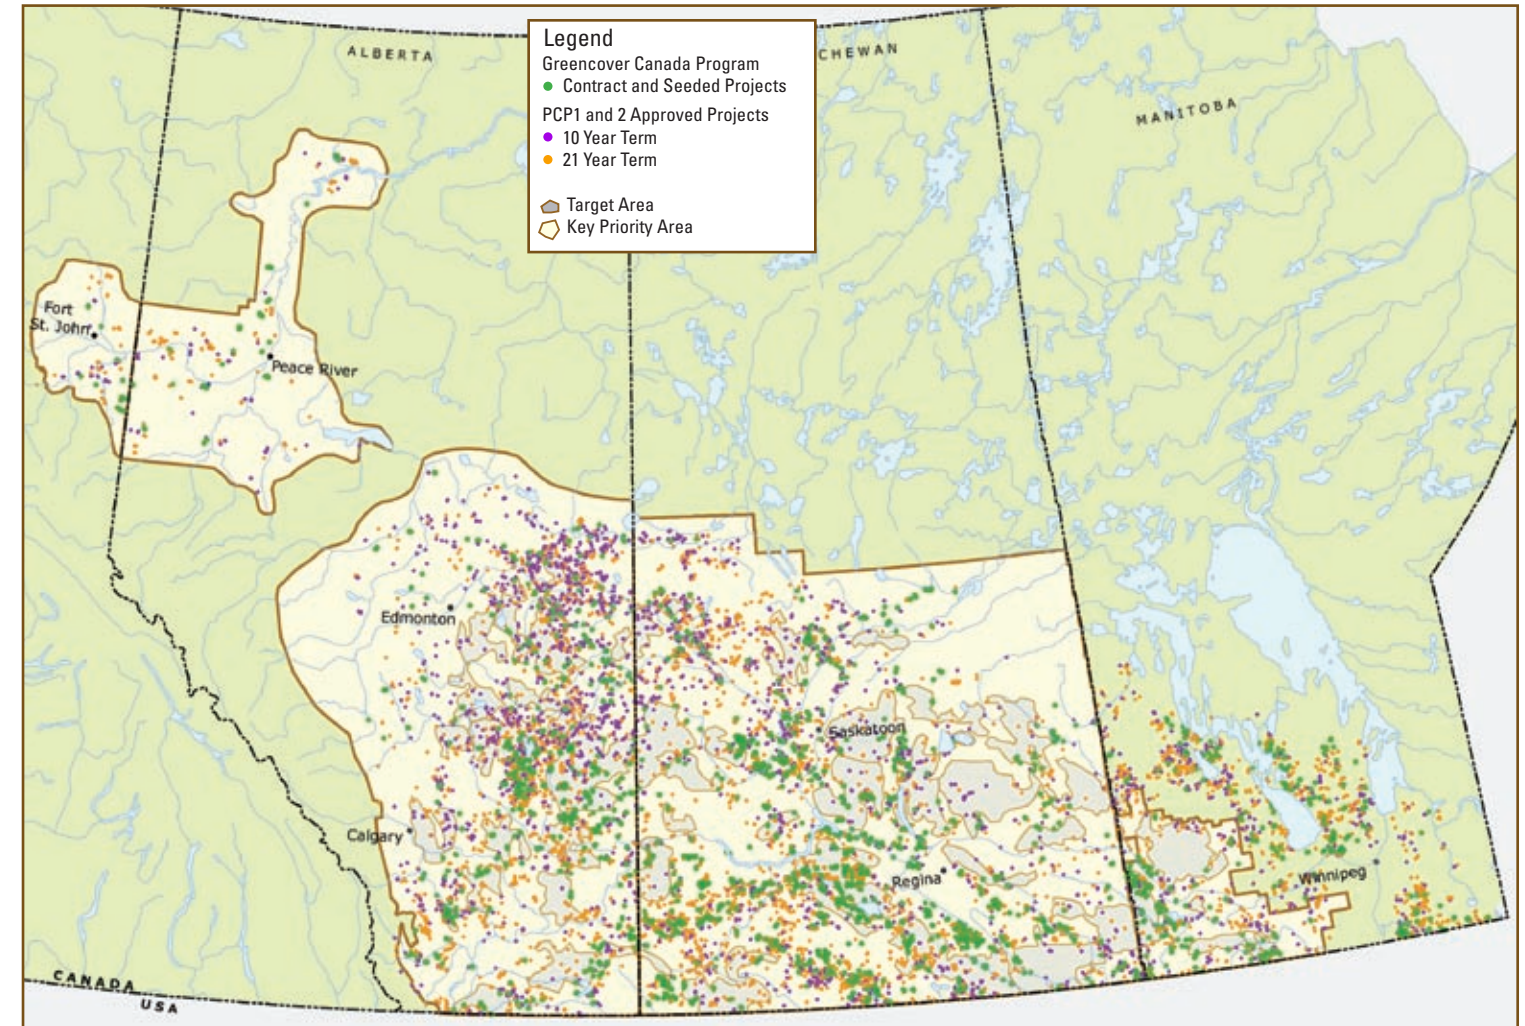 ALBERTA
CHEWAN
MANITOBA
Legend
Greencover Canada Program
Contract and Seeded Projects
PCP1 and 2 Approved Projects
10 Year Term
21 Year Term
Target Area
Key Priority Area
Fort
St. John
Peace River
Edmonton
Saskatoon
Calgary
Regina
Winnipeg
CANADA
USA